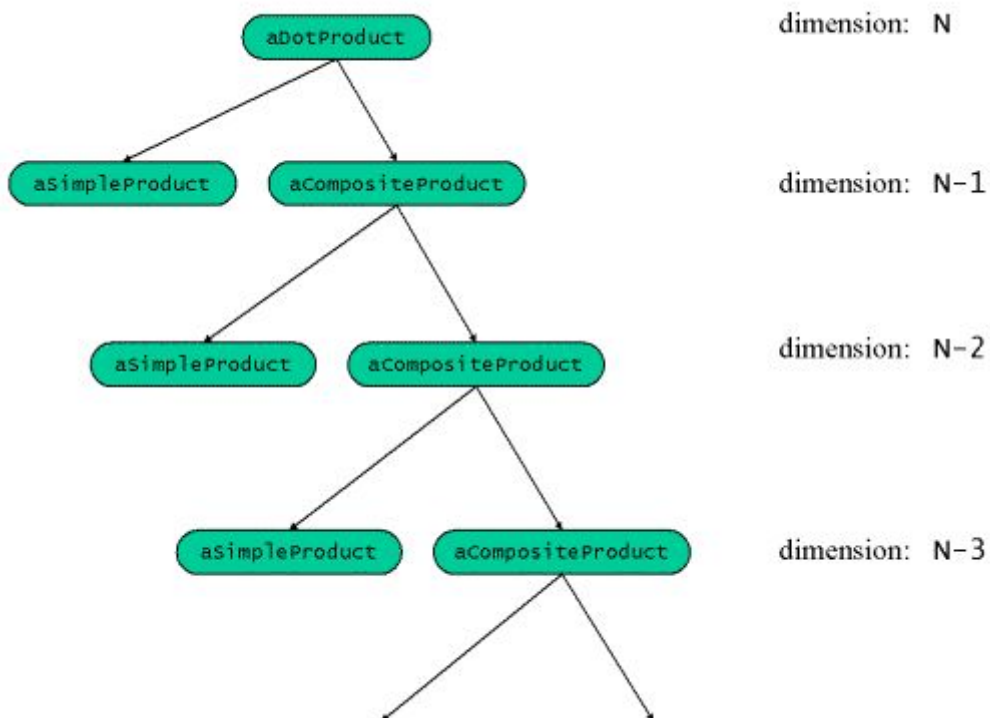 aDotProduct dimension: N
aSimpleProduct aCompositeProduct dimension: N-1
aSimpleProduct aCompositeProduct dimension: N-2
aSimpleProduct aCompositeProduct dimension: N-3